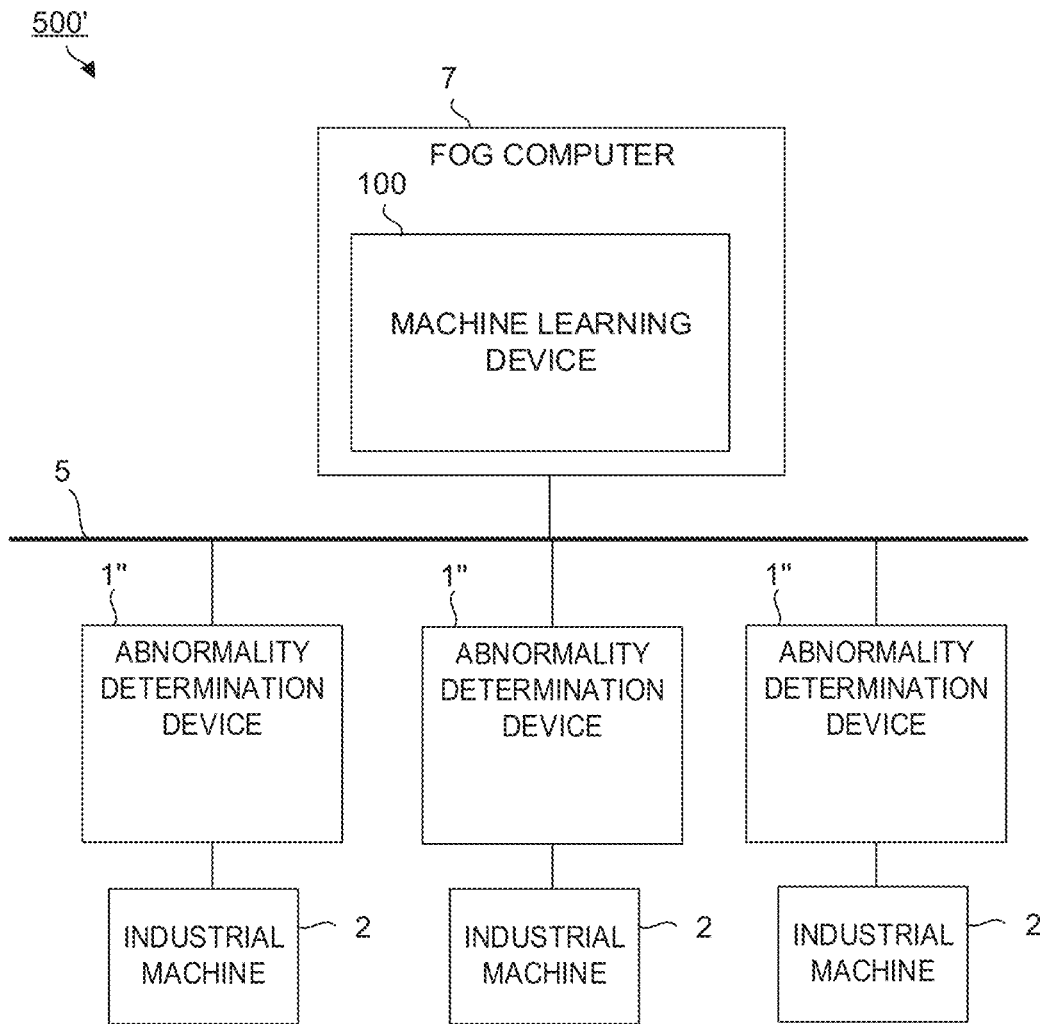 500'
7
FOG COMPUTER
100
MACHINE LEARNING
DEVICE
5
1"
1"
1"
ABNORMALITY
DETERMINATION
DEVICE
ABNORMALITY
DETERMINATION
DEVICE
ABNORMALITY
DETERMINATION
DEVICE
INDUSTRIAL
MACHINE
2
INDUSTRIAL
MACHINE
2
INDUSTRIAL
MACHINE
2